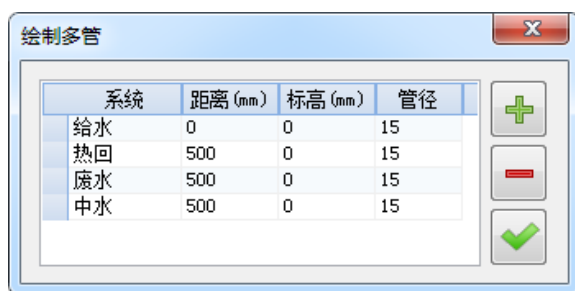 绘制多管
系统 距离(mm) 标高(mm) 管径
给水 0 0 15
热回 500 0 15
废水 500 0 15
中水 500 0 15